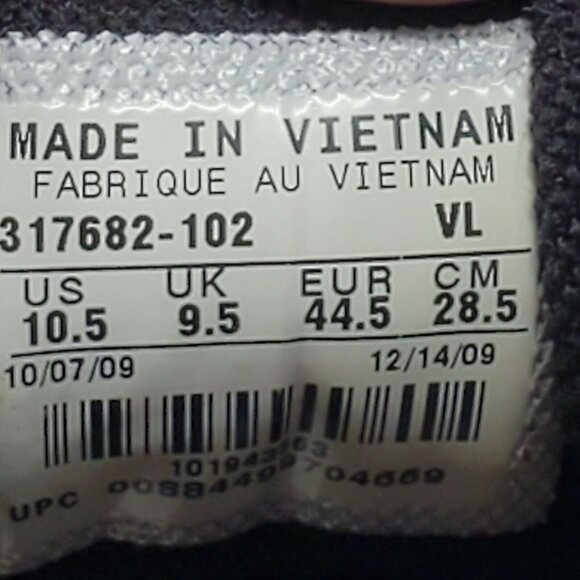 MADE IN VIETNAM
FABRIQUE AU VIETNAM
317682-102 VL
US UK EUR CM
10.5 9.5 44.5 28.5
10/07/09 12/14/09
UPC